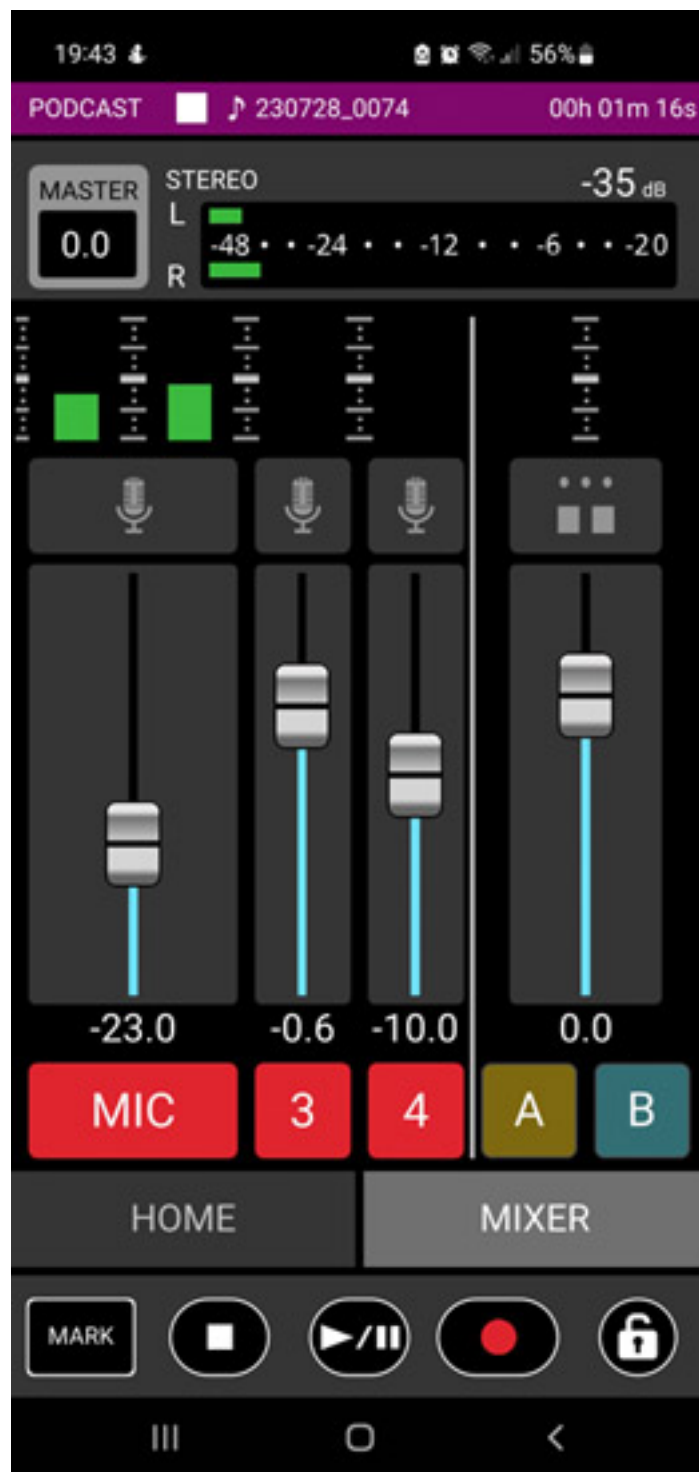 19:43 56%
PODCAST 230728_0074 00h 01m 16s
MASTER STEREO -35 dB
0.0 L -48 -24 -12 -6 -20
R
-23.0 -0.6 -10.0 0.0
MIC 3 4 A B
HOME MIXER
MARK